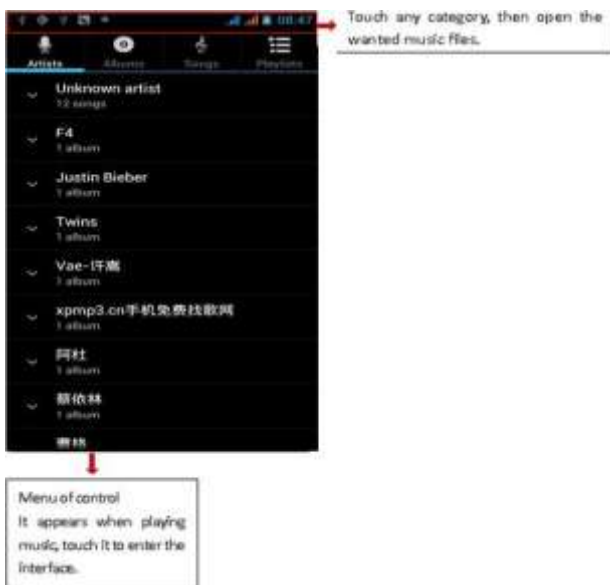 08:47
Touch any category, then open the
wanted music files.
Artists Albums Songs Playlists
Unknown artist
12 songs
F4
1 album
Justin Bieber
1 album
Twins
1 album
Vae-许嵩
1 album
xpmp3.cn手机免费找歌网
1 album
阿杜
1 album
蔡依林
1 album
Menu of control
It appears when playing
music, touch it to enter the
interface.